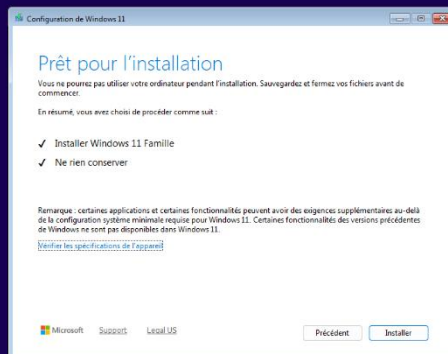 Configuration de Windows 11
Prêt pour l'installation
Vous ne pourrez pas utiliser votre ordinateur pendant l'installation. Sauvegardez et fermez vos fichiers avant de
commencer.
En résumé, vous avez choisi de procéder comme suit :
✓ Installer Windows 11 Famille
✓ Ne rien conserver
Remarque : certaines applications et certaines fonctionnalités peuvent avoir des exigences supplémentaires au-delà
de la configuration système minimale requise pour Windows 11. Certaines fonctionnalités des versions précédentes
de Windows ne sont pas disponibles dans Windows 11.
Vérifier les spécifications de l'appareil
Microsoft Support Legal US Précédent Installer